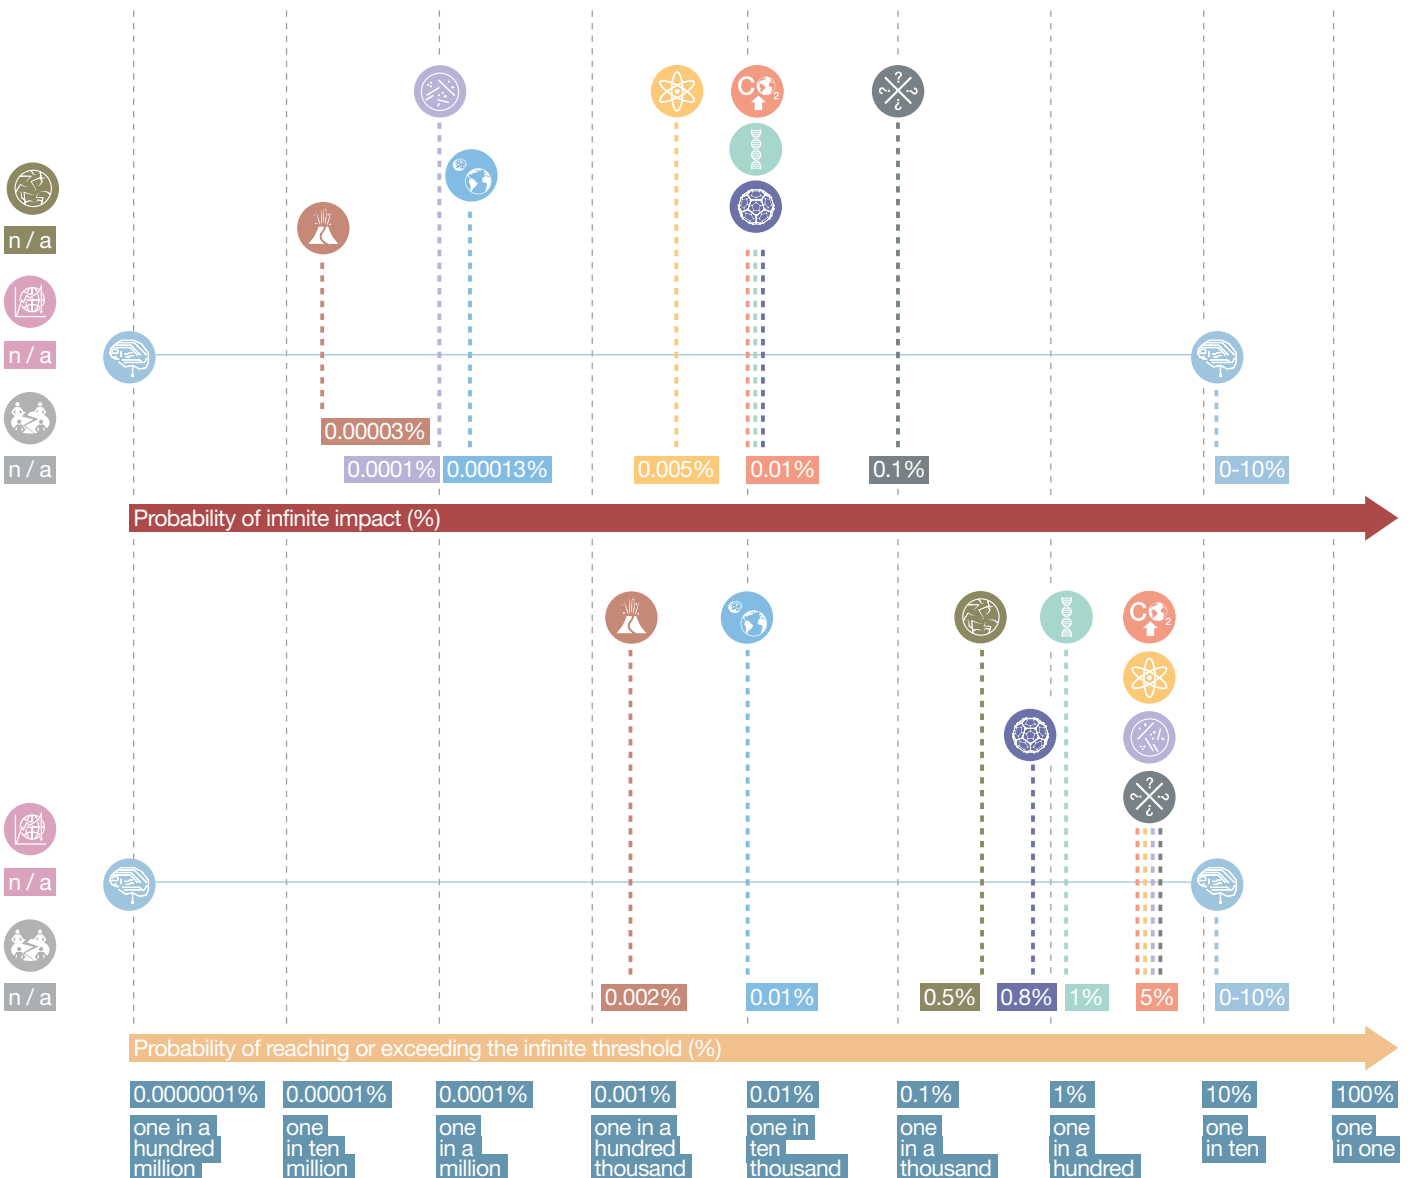 CO2
n / a
n / a
n / a
0.00003%
0.0001%
0.00013%
0.005%
0.01%
0.1%
0-10%
Probability of infinite impact (%)
CO2
n / a
n / a
0.002%
0.01%
0.5%
0.8%
1%
5%
0-10%
Probability of reaching or exceeding the infinite threshold (%)
0.0000001%
one in a
hundred
million
0.00001%
one
in ten
million
0.0001%
one
in a
million
0.001%
one in a
hundred
thousand
0.01%
one in
ten
thousand
0.1%
one
in a
thousand
1%
one
in a
hundred
10%
one
in ten
100%
one
in one